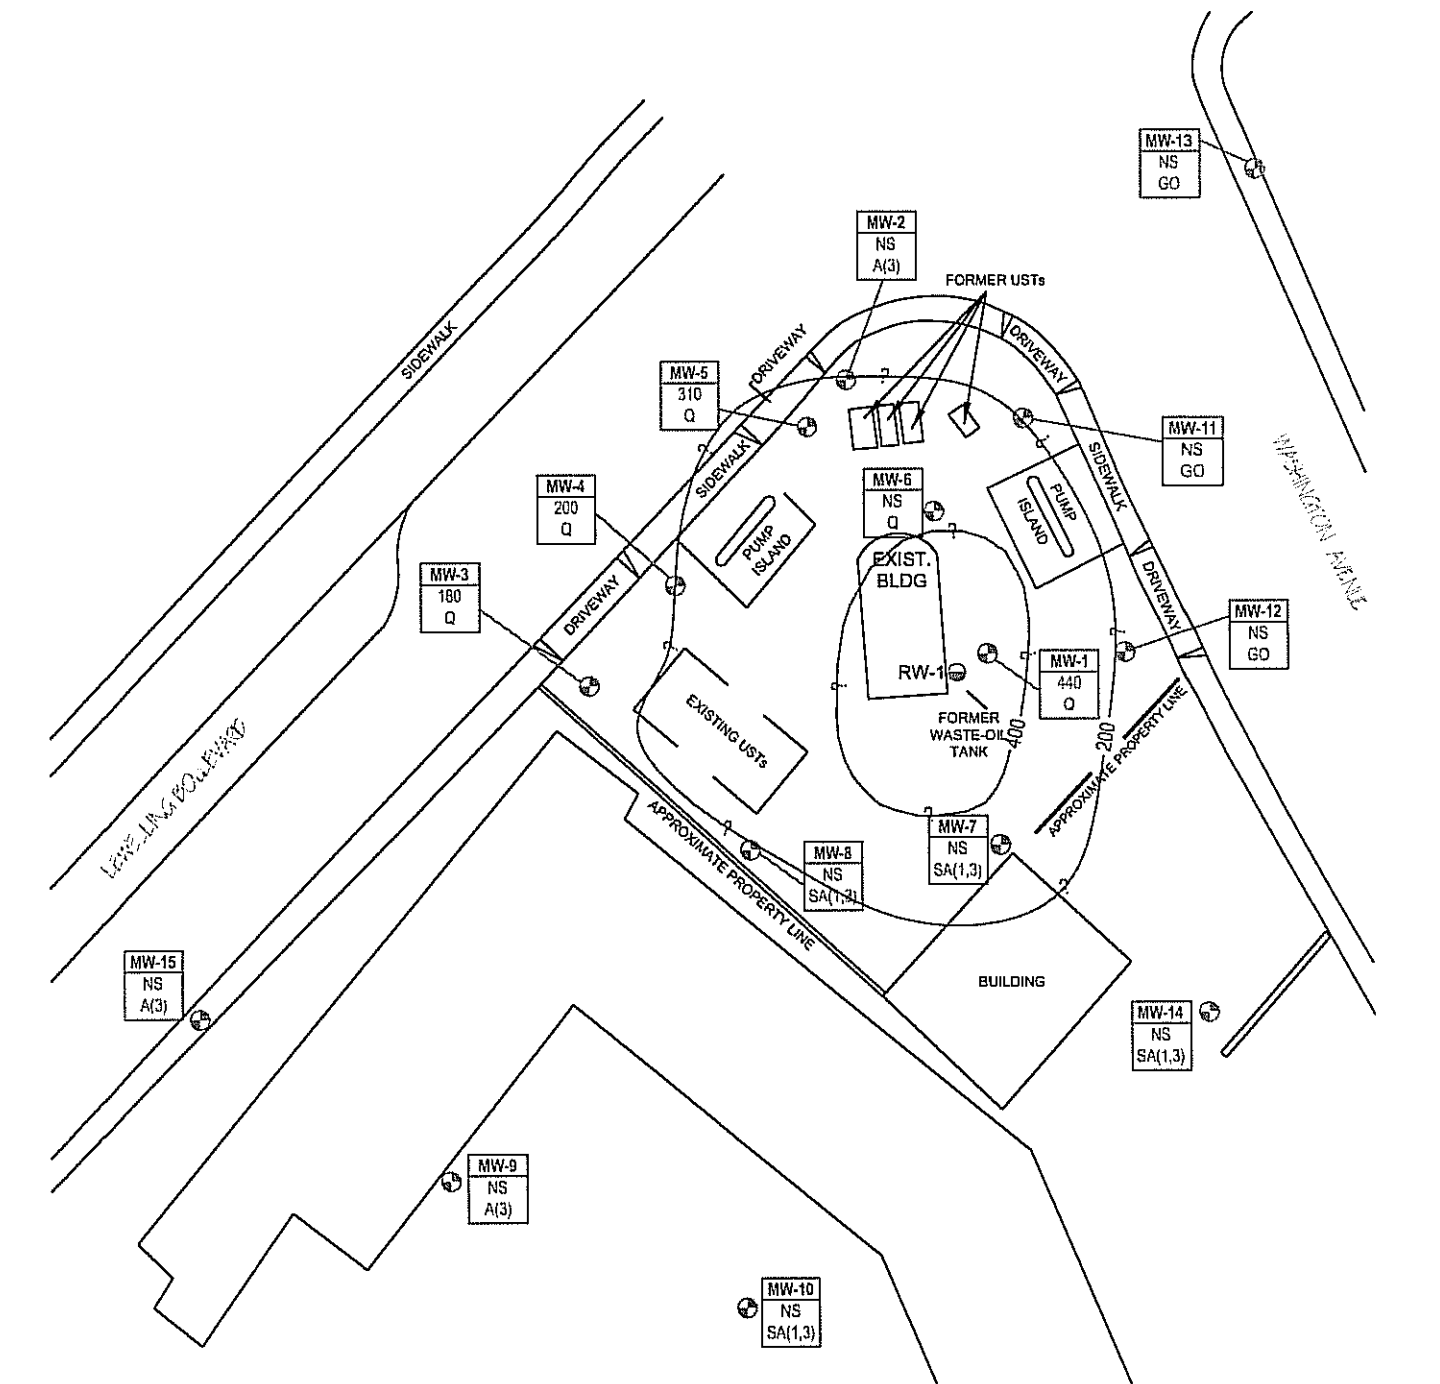 MW-13
NS
GO
MW-2
NS
A(3)
FORMER USTs
SIDEWALK
DRIVEWAY
DRIVEWAY
MW-5
310
Q
MW-11
NS
GO
SIDEWALK
SIDEWALK
WASHINGTON AVENUE
MW-4
200
Q
MW-6
NS
Q
PUMP
ISLAND
PUMP
ISLAND
EXIST.
BLDG
MW-3
180
Q
DRIVEWAY
DRIVEWAY
MW-12
NS
GO
RW-1
MW-1
440
Q
EXISTING USTs
FORMER
WASTE-OIL
TANK
400
200
APPROXIMATE PROPERTY LINE
LEWELLING BOULEVARD
APPROXIMATE PROPERTY LINE
MW-7
NS
SA(1,3)
MW-8
NS
SA(1,3)
?
?
?
?
?
?
?
?
?
?
?
BUILDING
MW-15
NS
A(3)
MW-14
NS
SA(1,3)
MW-9
NS
A(3)
MW-10
NS
SA(1,3)